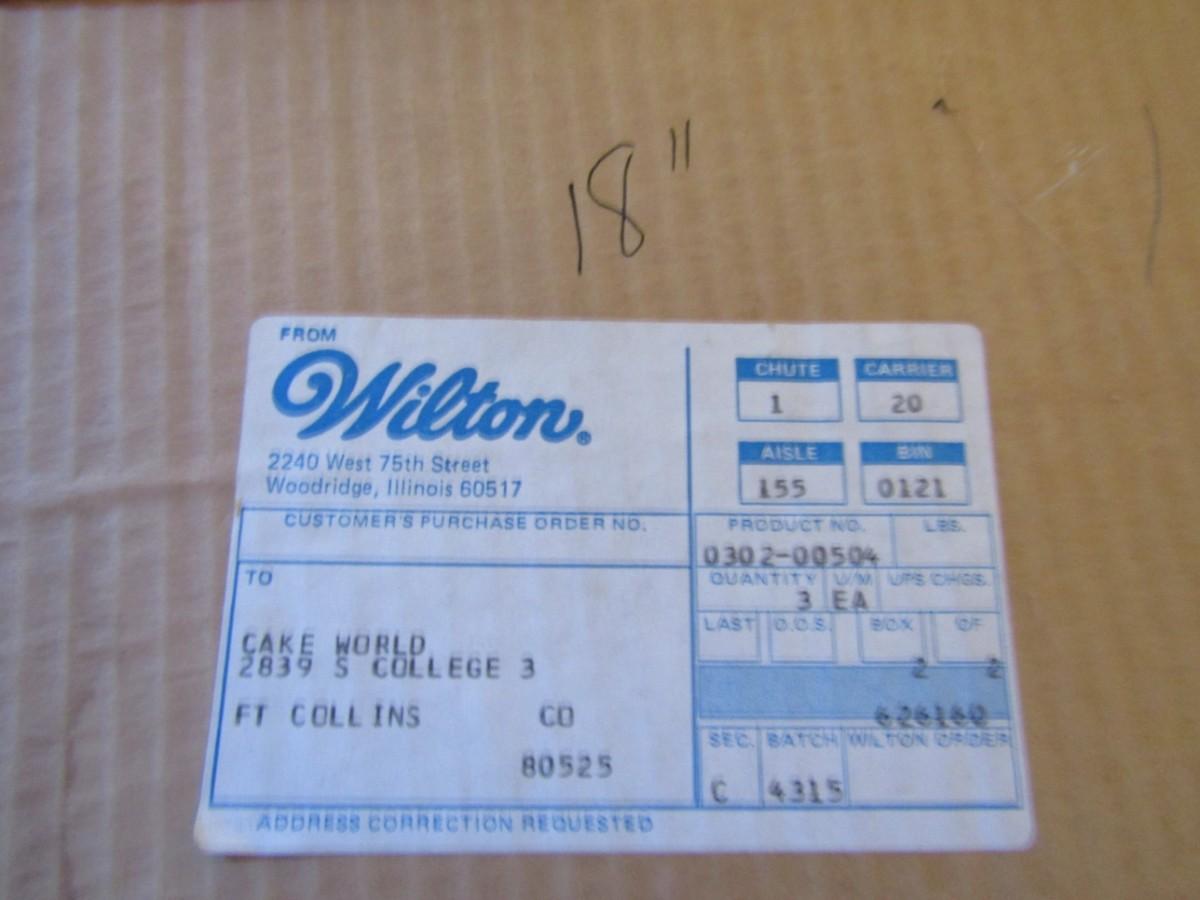 18"
FROM
Wilton®
2240 West 75th Street
Woodridge, Illinois 60517
CHUTE CARRIER
1 20
AISLE BIN
155 0121
CUSTOMER'S PURCHASE ORDER NO.
PRODUCT NO. LBS.
0302-00504
TO
QUANTITY U/M UPS CHGS.
3 EA
LAST O.O.S. BOX OF
2 2
CAKE WORLD
2839 S COLLEGE 3
FT COLLINS CO
80525
626160
SEC. BATCH WILTON ORDER
C 4315
ADDRESS CORRECTION REQUESTED